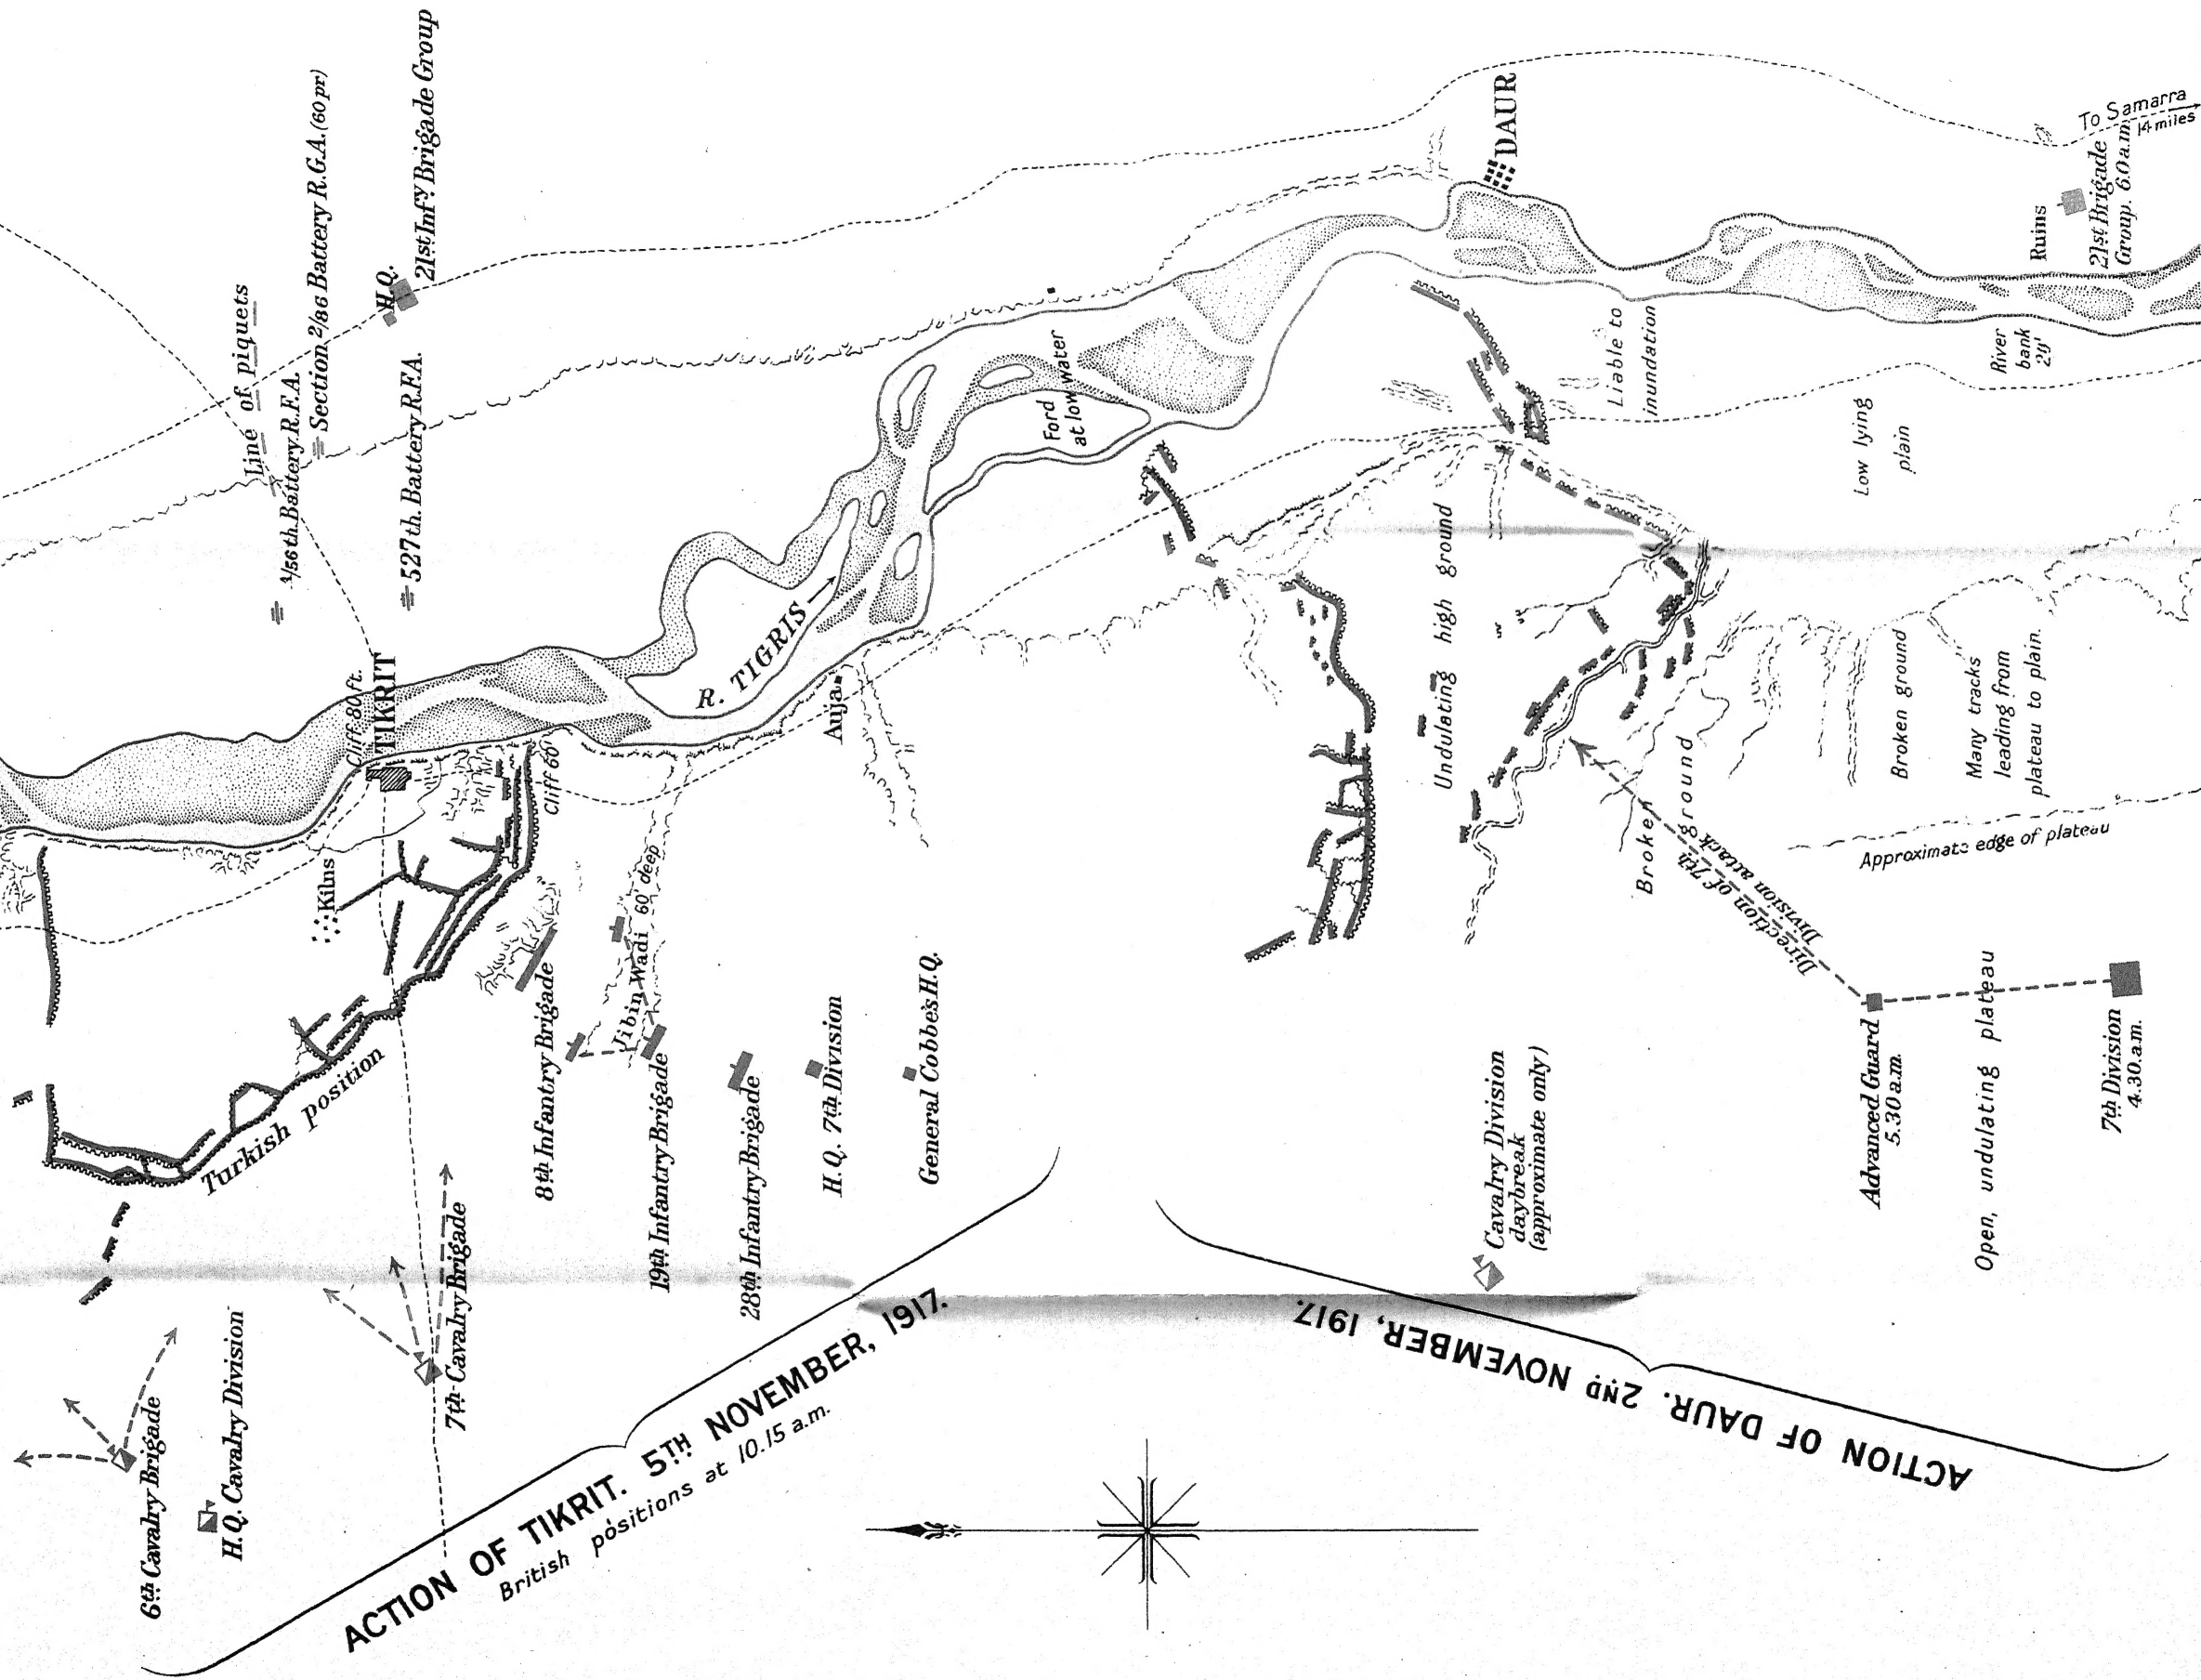 Line of piquets
1/56th. Battery. R.F.A.
Section 2/86 Battery R.G.A. (60 pr)
H.Q.
21st Infy. Brigade Group
527th. Battery R.F.A.
Cliff 80 ft.
TIKRIT
Kilns
Cliff 60'
Turkish position
R. TIGRIS
Auja
Jibin Wadi 60' deep
8th Infantry Brigade
19th Infantry Brigade
28th Infantry Brigade
H.Q. 7th Division
General Cobbe's H.Q.
6th Cavalry Brigade
H.Q. Cavalry Division
7th Cavalry Brigade
ACTION OF TIKRIT. 5TH NOVEMBER, 1917.
British positions at 10.15 a.m.
Ford
at low water
DAUR
Liable to
inundation
Undulating high ground
Low lying
plain
River
bank
Ruins
21st Brigade
Group. 6.0 a.m.
To Samarra
14 miles
Broken ground
Broken ground
Many tracks
leading from
plateau to plain.
Approximate edge of plateau
Direction of 7th
Division attack
Cavalry Division
daybreak
(approximate only)
Advanced Guard
5.30 a.m.
Open, undulating plateau
7th Division
4.30. a.m.
ACTION OF DAUR. 2ND NOVEMBER, 1917.